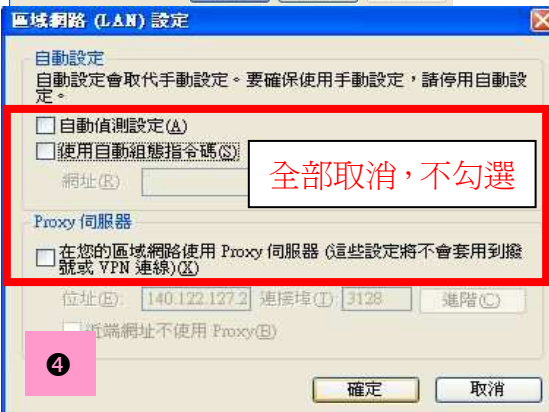 區域網路 (LAN) 設定
自動設定
自動設定會取代手動設定。要確保使用手動設定，請停用自動設
定。
自動偵測設定(A)
使用自動組態指令碼(S)
網址(R)
全部取消，不勾選
Proxy 伺服器
在您的區域網路使用 Proxy 伺服器 (這些設定將不會套用到撥
號或 VPN 連線)(X)
位址(E): 140.122.127.2 連接埠(T): 3128 進階(C)
近端網址不使用 Proxy(B)
❹
確定 取消